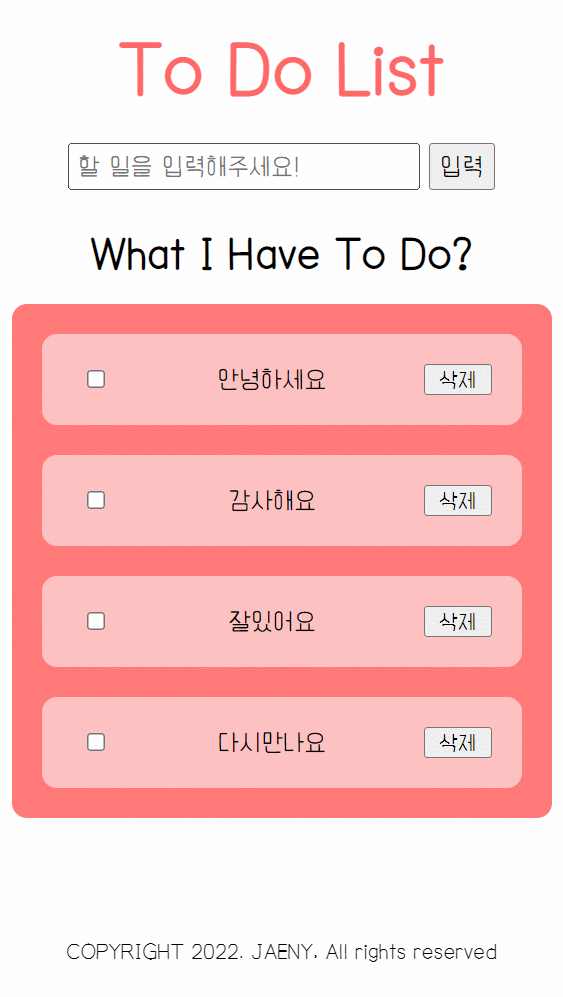 To Do List
할 일을 입력해주세요! 입력
What I Have To Do?
안녕하세요 삭제
감사해요 삭제
잘있어요 삭제
다시만나요 삭제
COPYRIGHT 2022. JAENY. All rights reserved